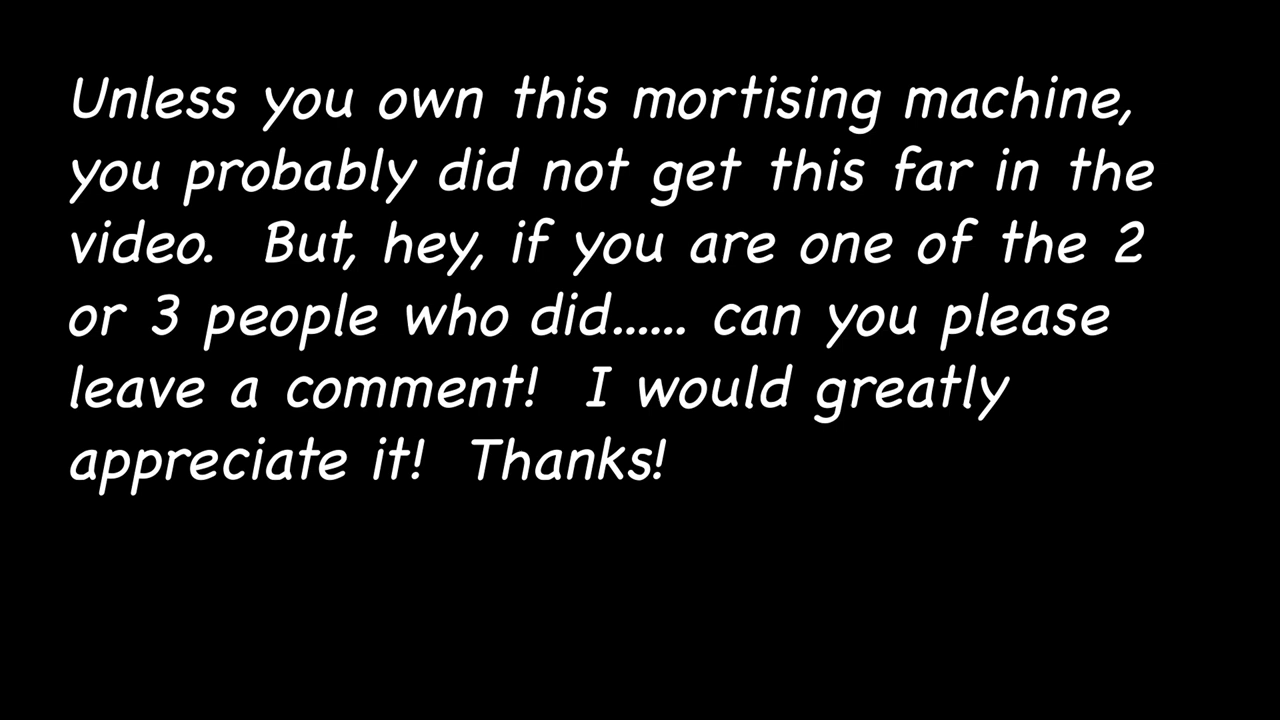 Unless you own this mortising machine,
you probably did not get this far in the
video.  But, hey, if you are one of the 2
or 3 people who did...... can you please
leave a comment!  I would greatly
appreciate it!  Thanks!